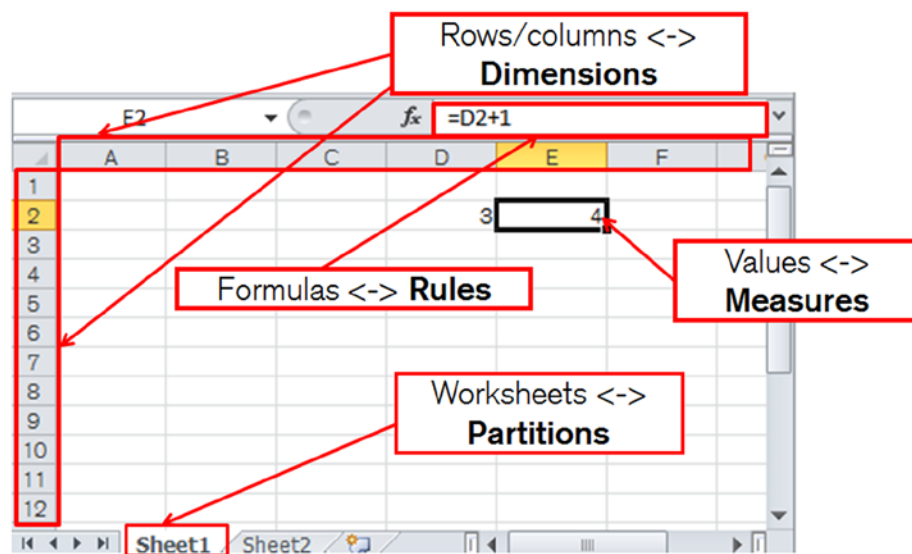 Rows/columns <->
Dimensions
E2 fx =D2+1
A B C D E F
1
2 3 4
3
4
5
6
7
8
9
10
11
12
Values <->
Measures
Formulas <-> Rules
Worksheets <->
Partitions
Sheet1 Sheet2